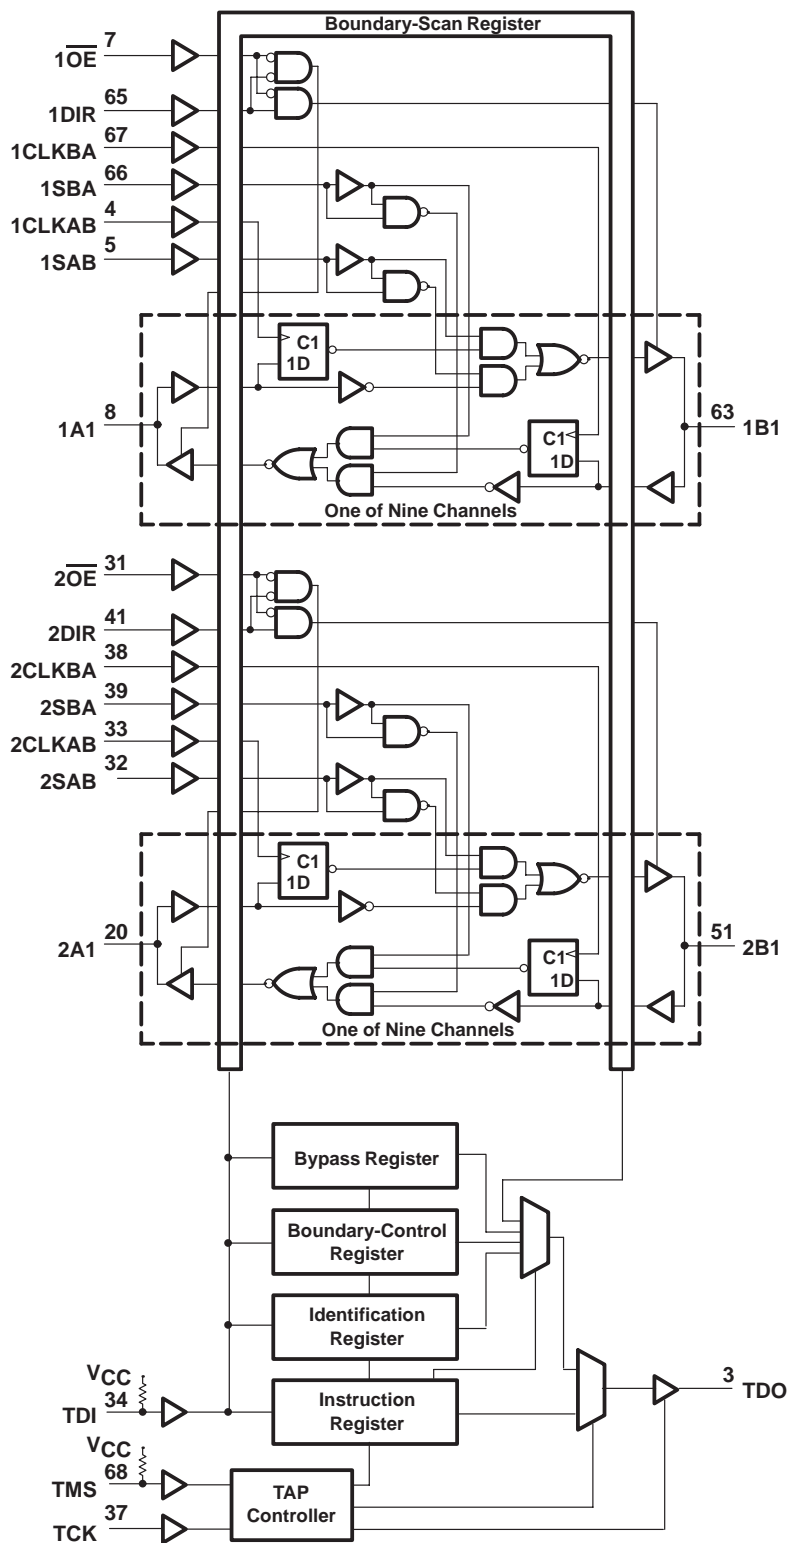 Boundary-Scan Register
7
1OE
65
1DIR
67
1CLKBA
66
1SBA
4
1CLKAB
5
1SAB
C1
1D
8
1A1
63
1B1
C1
1D
One of Nine Channels
31
2OE
41
2DIR
38
2CLKBA
39
2SBA
33
2CLKAB
32
2SAB
C1
1D
20
2A1
51
2B1
C1
1D
One of Nine Channels
Bypass Register
Boundary-Control
Register
Identification
Register
VCC
34
TDI
Instruction
Register
3
TDO
VCC
68
TMS
TAP
Controller
37
TCK